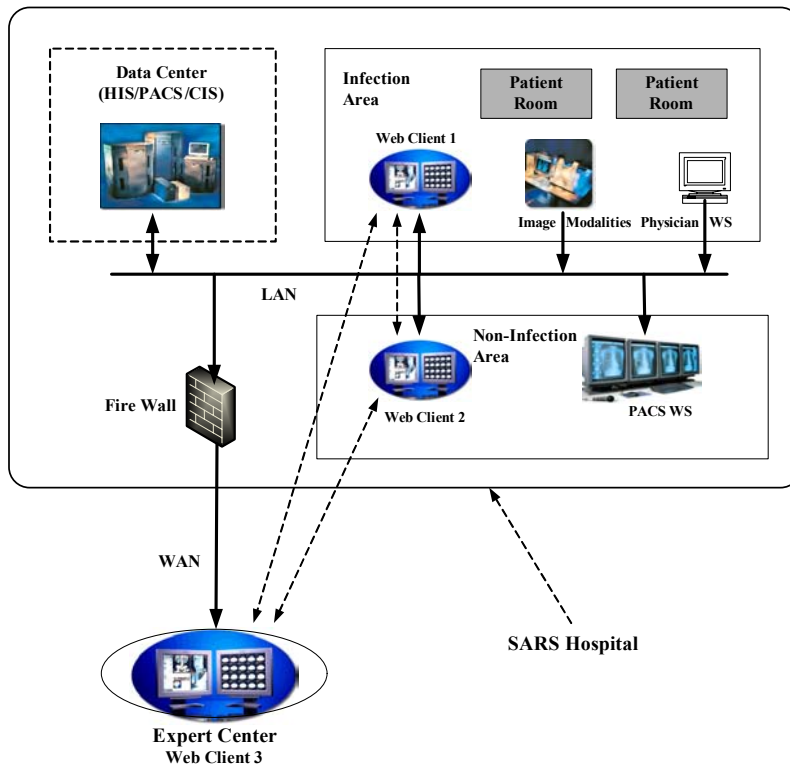 Data Center
(HIS/PACS/CIS)
Infection
Area
Patient
Room
Patient
Room
Web Client 1
Image Modalities
Physician WS
LAN
Non-Infection
Area
Fire Wall
Web Client 2
PACS WS
WAN
SARS Hospital
Expert Center
Web Client 3